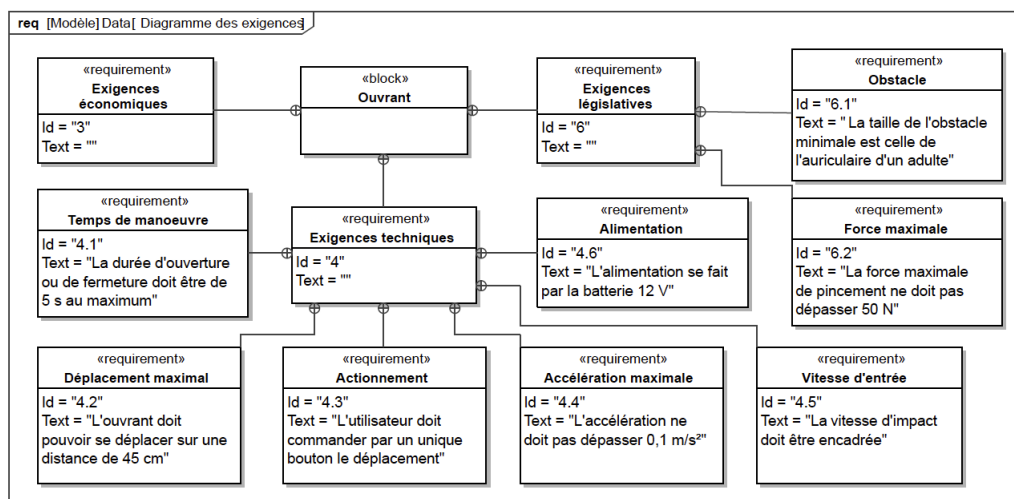 req [Modèle] Data[ Diagramme des exigences]
«requirement»
Exigences
économiques
Id = "3"
Text = ""
«block»
Ouvrant
«requirement»
Exigences
législatives
Id = "6"
Text = ""
«requirement»
Obstacle
Id = "6.1"
Text = " La taille de l'obstacle
minimale est celle de
l'auriculaire d'un adulte"
«requirement»
Temps de manoeuvre
Id = "4.1"
Text = "La durée d'ouverture
ou de fermeture doit être de
5 s au maximum"
«requirement»
Exigences techniques
Id = "4"
Text = ""
«requirement»
Alimentation
Id = "4.6"
Text = "L'alimentation se fait
par la batterie 12 V"
«requirement»
Force maximale
Id = "6.2"
Text = "La force maximale
de pincement ne doit pas
dépasser 50 N"
«requirement»
Déplacement maximal
Id = "4.2"
Text = "L'ouvrant doit
pouvoir se déplacer sur une
distance de 45 cm"
«requirement»
Actionnement
Id = "4.3"
Text = "L'utilisateur doit
commander par un unique
bouton le déplacement"
«requirement»
Accélération maximale
Id = "4.4"
Text = "L'accélération ne
doit pas dépasser 0,1 m/s²"
«requirement»
Vitesse d'entrée
Id = "4.5"
Text = "La vitesse d'impact
doit être encadrée"